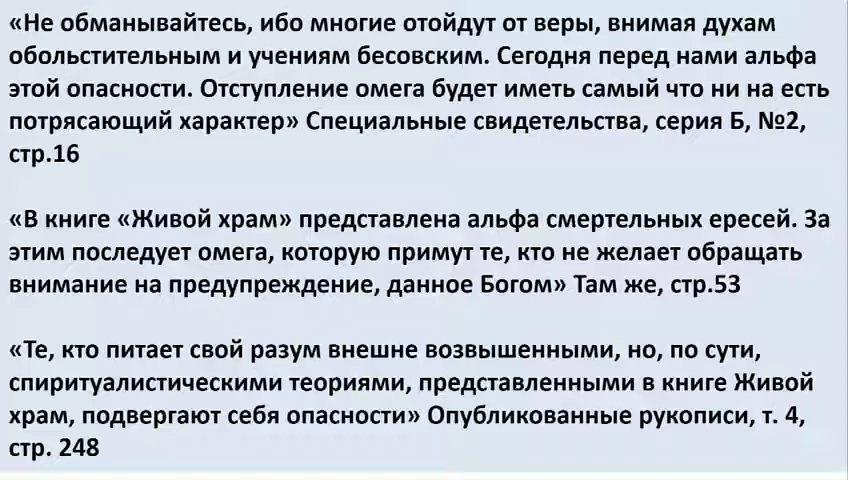 «Не обманывайтесь, ибо многие отойдут от веры, внимая духам
обольстительным и учениям бесовским. Сегодня перед нами альфа
этой опасности. Отступление омега будет иметь самый что ни на есть
потрясающий характер» Специальные свидетельства, серия Б, №2,
стр.16
«В книге «Живой храм» представлена альфа смертельных ересей. За
этим последует омега, которую примут те, кто не желает обращать
внимание на предупреждение, данное Богом» Там же, стр.53
«Те, кто питает свой разум внешне возвышенными, но, по сути,
спиритуалистическими теориями, представленными в книге Живой
храм, подвергают себя опасности» Опубликованные рукописи, т. 4,
стр. 248